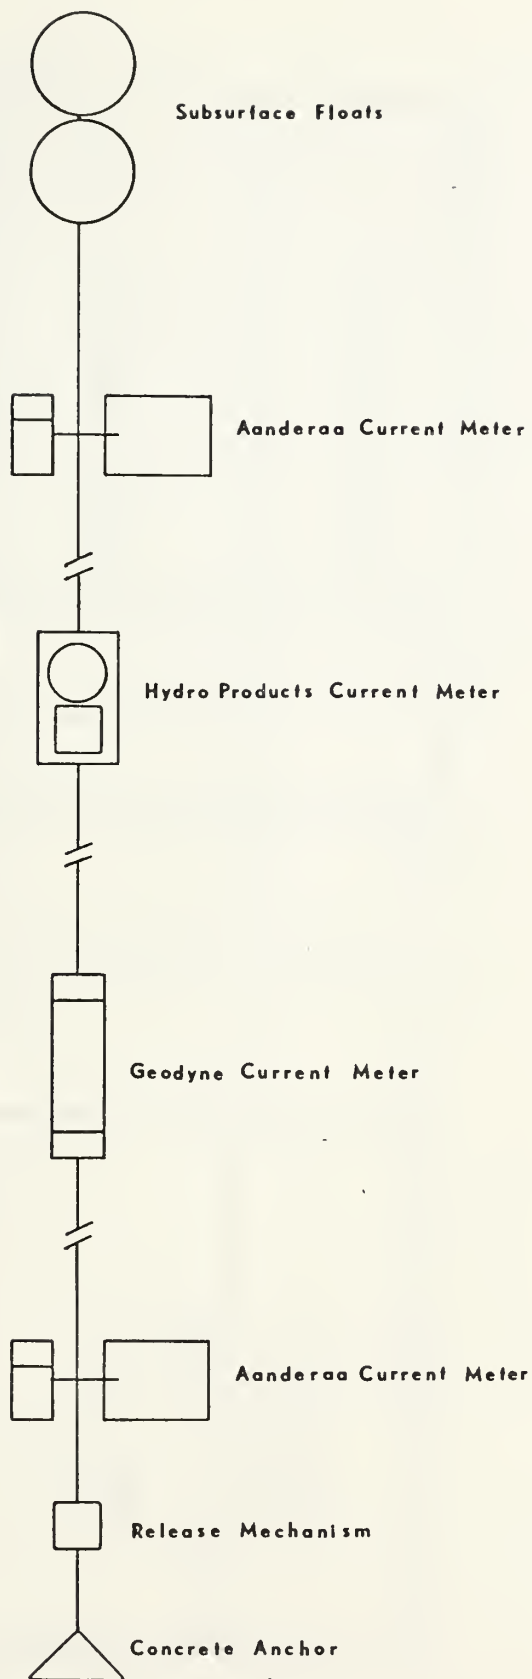 Subsurface Floats
Aanderaa Current Meter
Hydro Products Current Meter
Geodyne Current Meter
Aanderaa Current Meter
Release Mechanism
Concrete Anchor